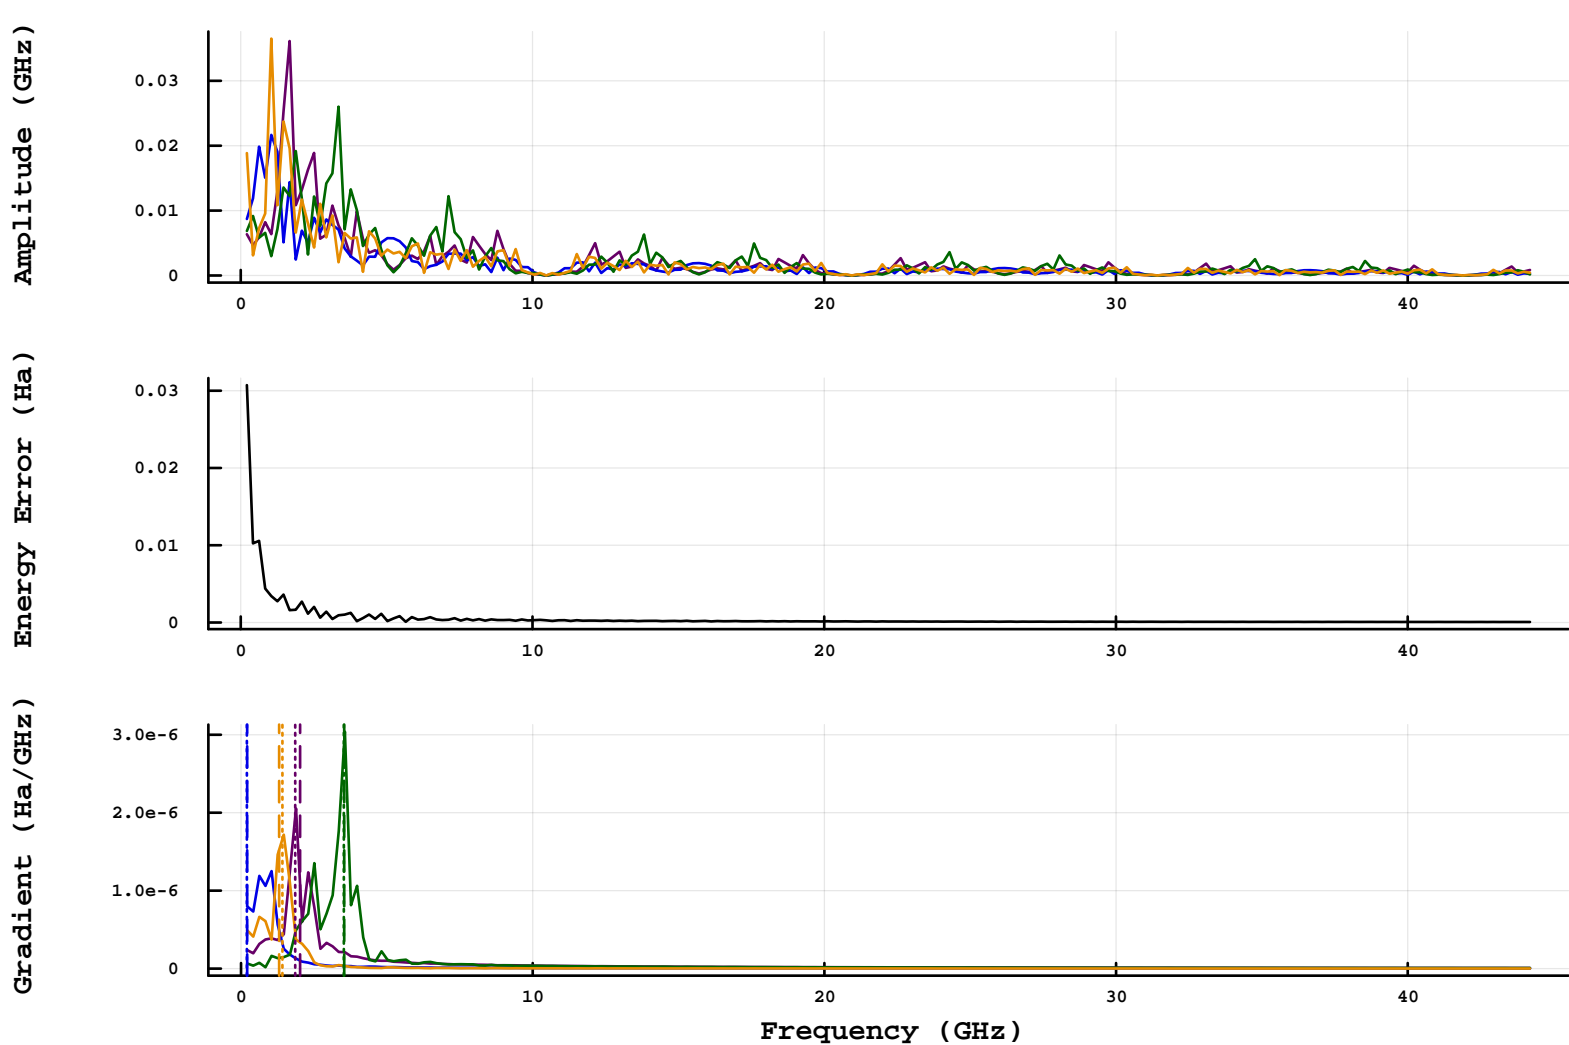 Amplitude (GHz)
0.03
0.02
0.01
0
0 10 20 30 40
Energy Error (Ha)
0.03
0.02
0.01
0
0 10 20 30 40
Gradient (Ha/GHz)
3.0e-6
2.0e-6
1.0e-6
0
0 10 20 30 40
Frequency (GHz)